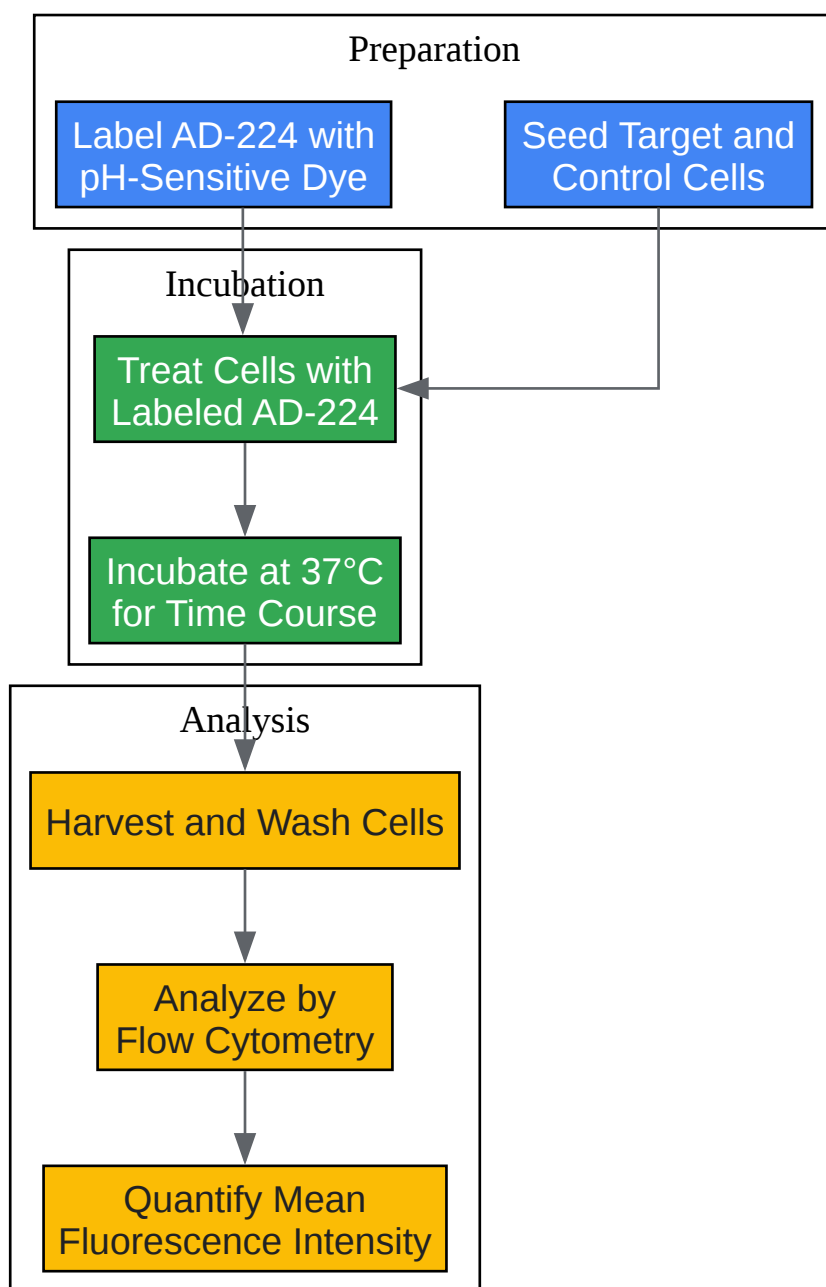 Preparation
Label AD-224 with
pH-Sensitive Dye
Seed Target and
Control Cells
Incubation
Treat Cells with
Labeled AD-224
Incubate at 37°C
for Time Course
Analysis
Harvest and Wash Cells
Analyze by
Flow Cytometry
Quantify Mean
Fluorescence Intensity